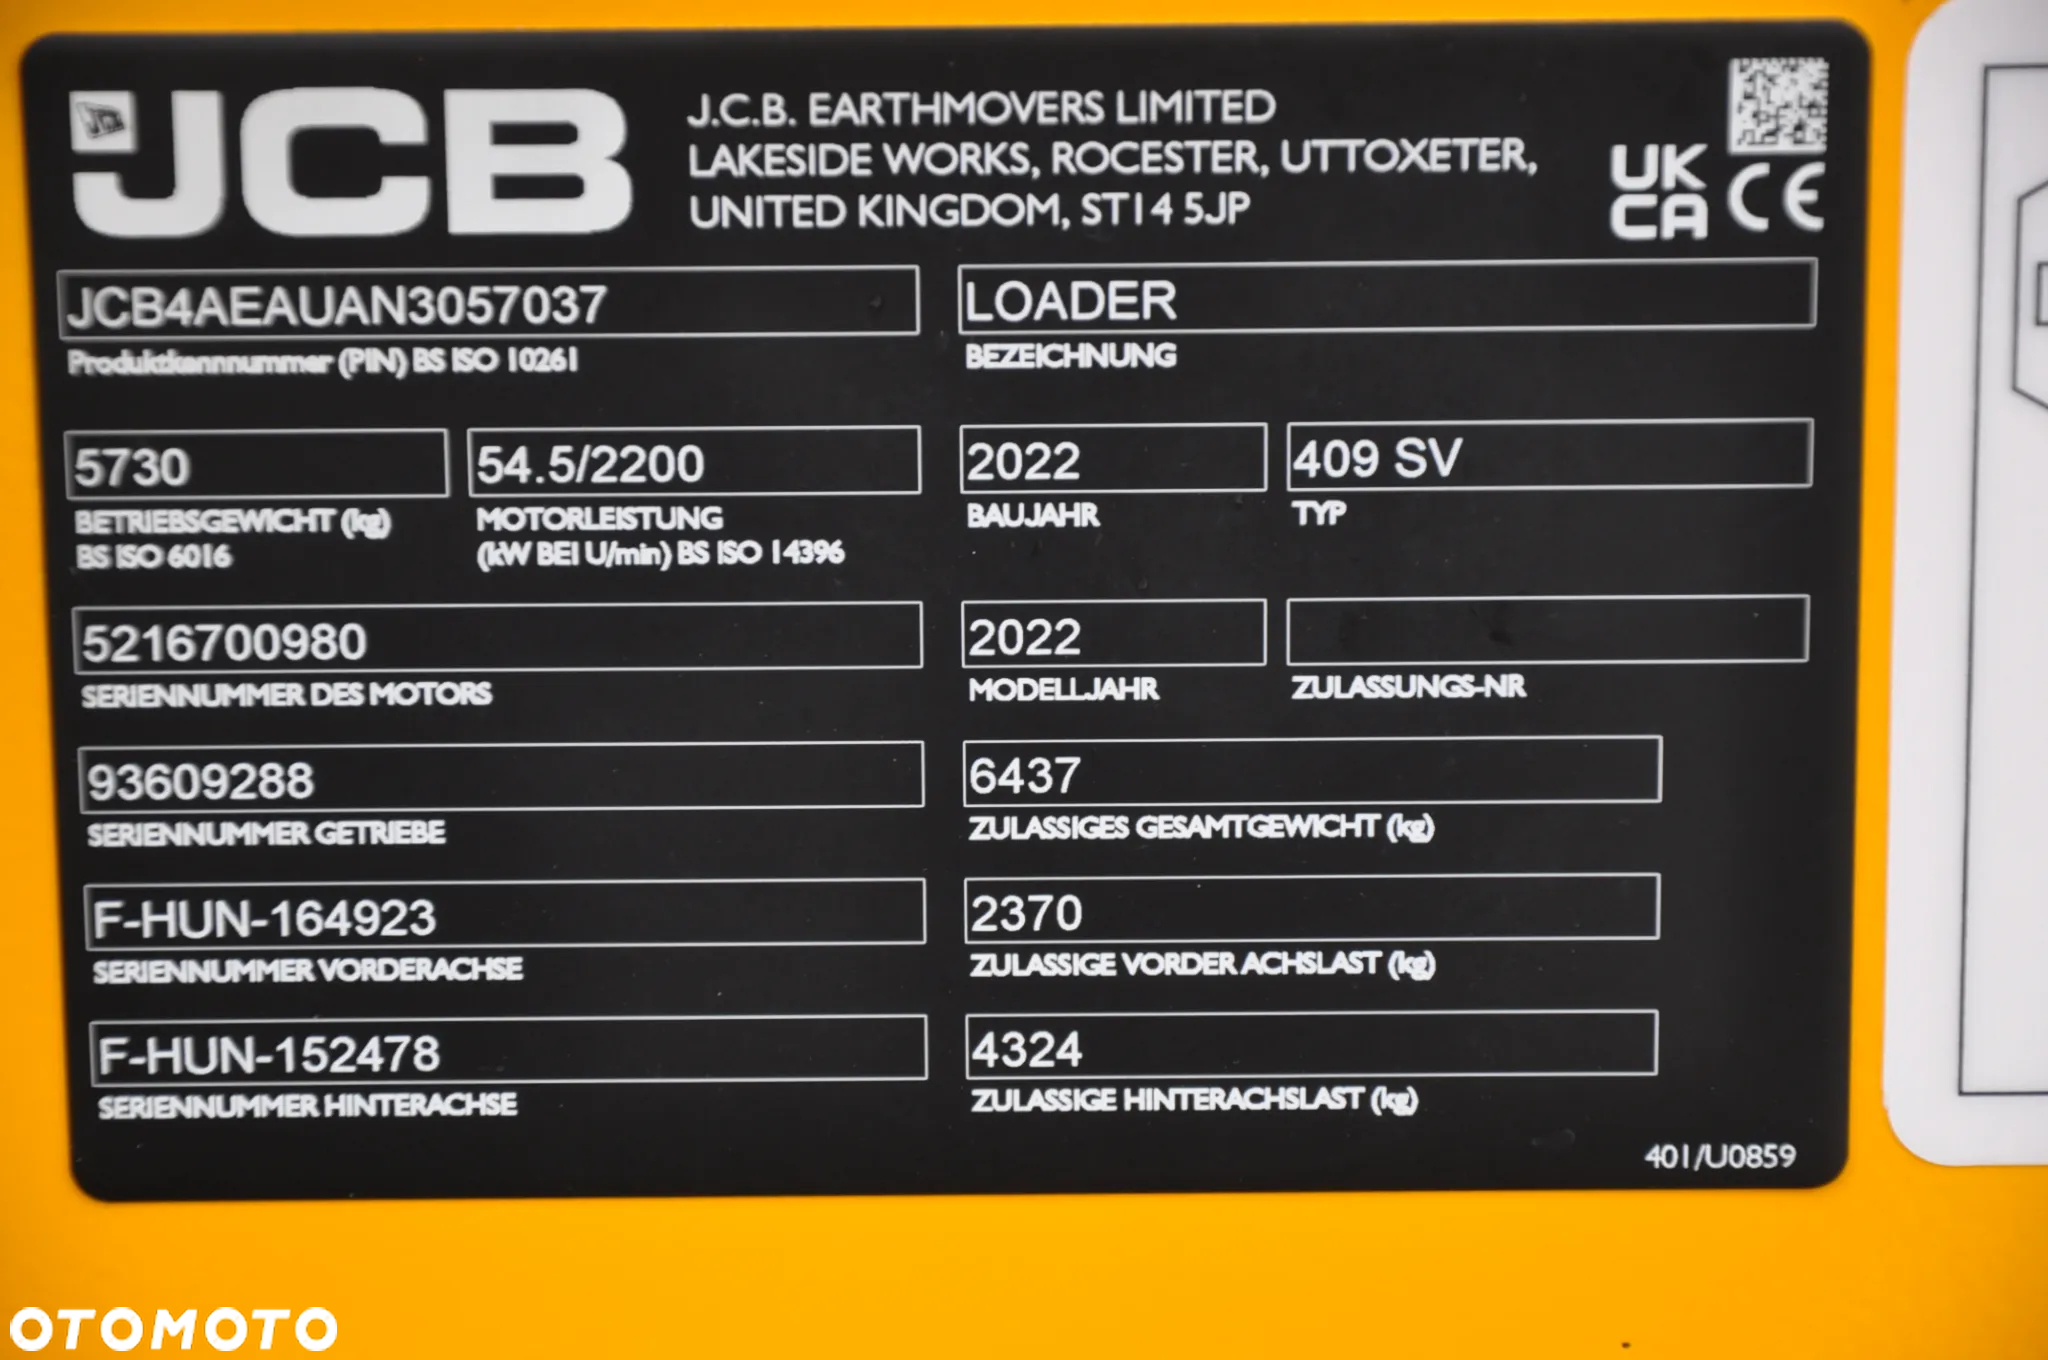 JCB
J.C.B. EARTHMOVERS LIMITED
LAKESIDE WORKS, ROCESTER, UTTOXETER,
UNITED KINGDOM, ST14 5JP
UK
CA
CE
JCB4AEAUAN3057037
Produktkennnummer (PIN) BS ISO 10261
LOADER
BEZEICHNUNG
5730
BETRIEBSGEWICHT (kg)
BS ISO 6016
54.5/2200
MOTORLEISTUNG
(kW BEI U/min) BS ISO 14396
2022
BAUJAHR
409 SV
TYP
5216700980
SERIENNUMMER DES MOTORS
2022
MODELLJAHR
ZULASSUNGS-NR
93609288
SERIENNUMMER GETRIEBE
6437
ZULASSIGES GESAMTGEWICHT (kg)
F-HUN-164923
SERIENNUMMER VORDERACHSE
2370
ZULASSIGE VORDER ACHSLAST (kg)
F-HUN-152478
SERIENNUMMER HINTERACHSE
4324
ZULASSIGE HINTERACHSLAST (kg)
401/U0859
OTOMOTO